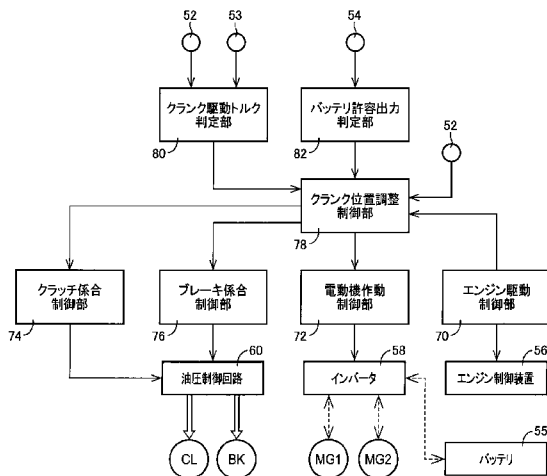 52
53
54
クランク駆動トルク
判定部
80
バッテリ許容出力
判定部
82
52
クランク位置調整
制御部
78
クラッチ係合
制御部
74
ブレーキ係合
制御部
76
電動機作動
制御部
72
エンジン駆動
制御部
70
60
油圧制御回路
58
インバータ
56
エンジン制御装置
CL
BK
MG1
MG2
55
バッテリ